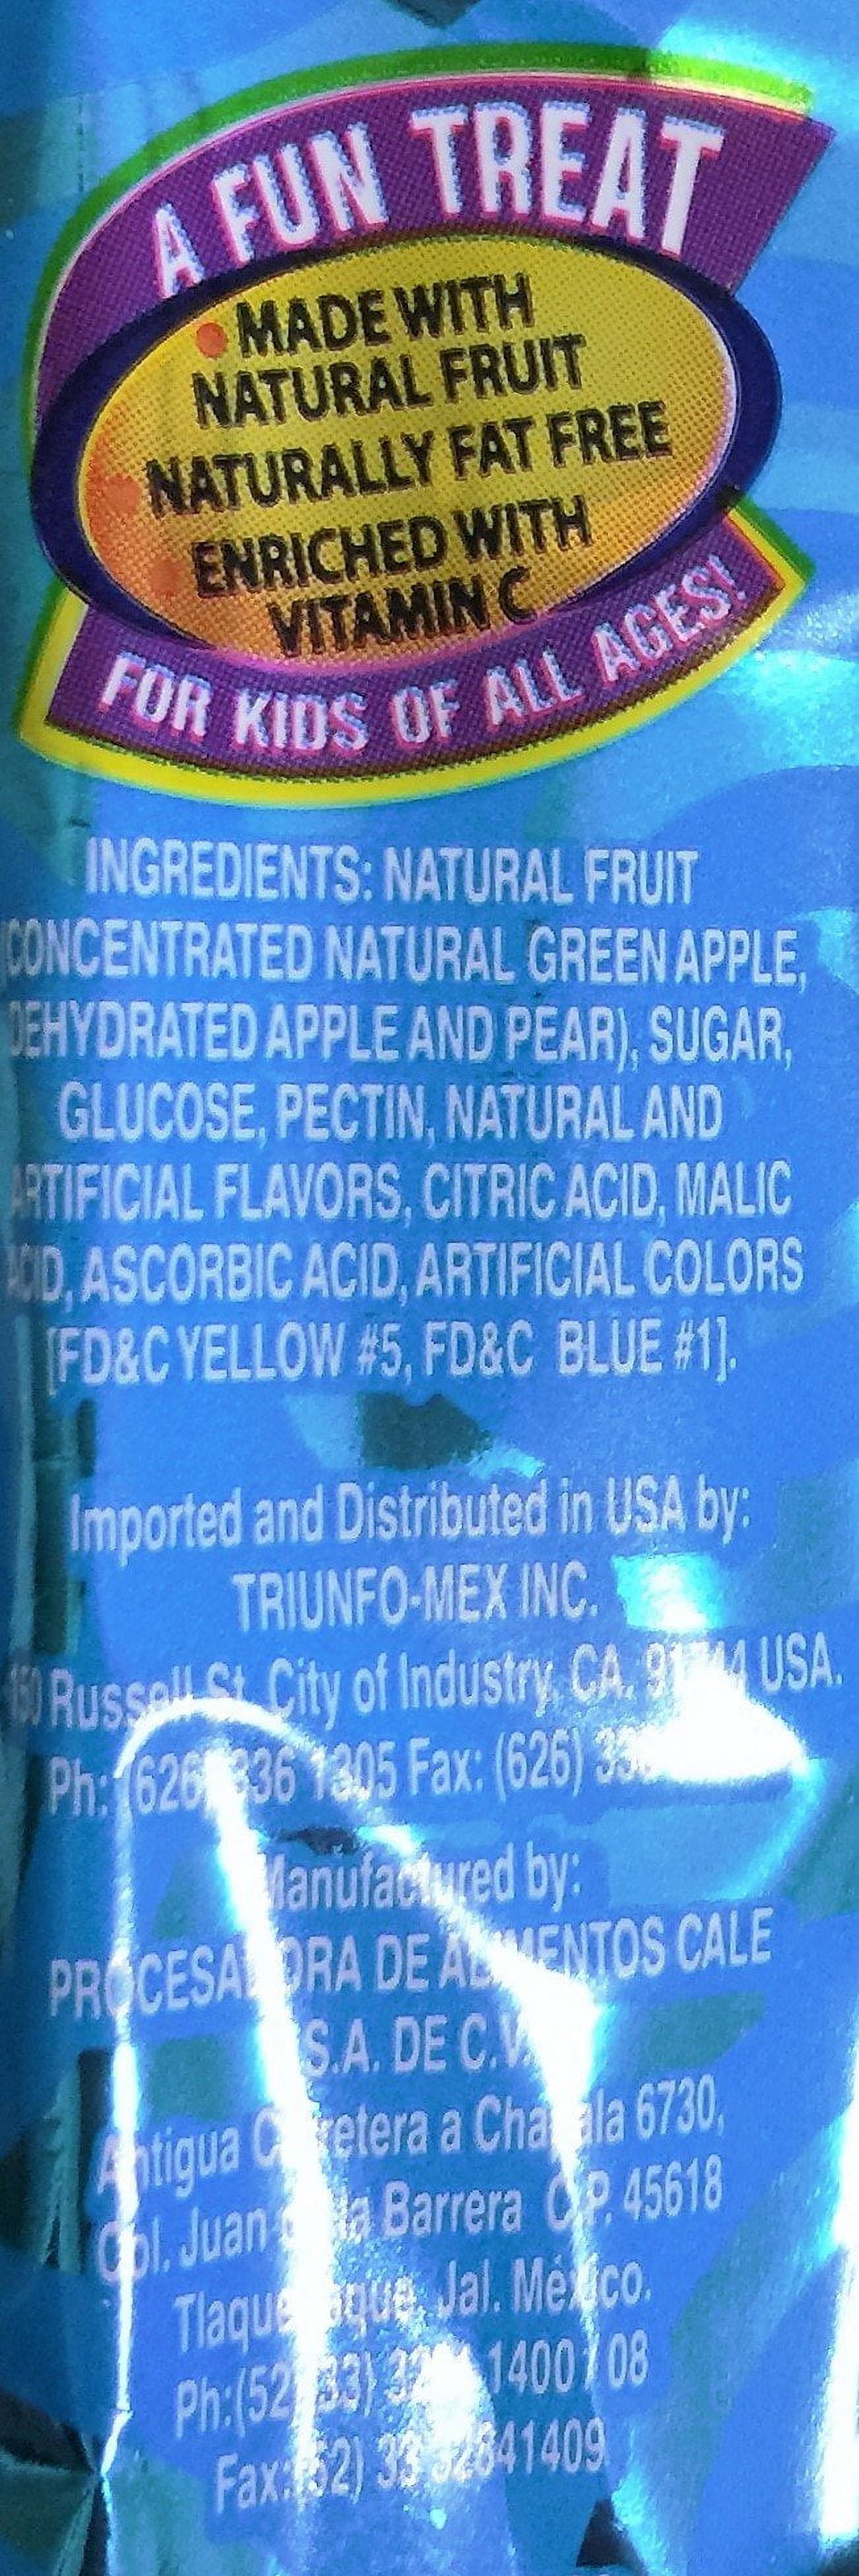 A FUN TREAT
MADE WITH
NATURAL FRUIT
NATURALLY FAT FREE
ENRICHED WITH
VITAMIN C
FOR KIDS OF ALL AGES!
INGREDIENTS: NATURAL FRUIT
CONCENTRATED NATURAL GREEN APPLE,
DEHYDRATED APPLE AND PEAR), SUGAR,
GLUCOSE, PECTIN, NATURAL AND
ARTIFICIAL FLAVORS, CITRIC ACID, MALIC
ACID, ASCORBIC ACID, ARTIFICIAL COLORS
[FD&C YELLOW #5, FD&C BLUE #1].
Imported and Distributed in USA by:
TRIUNFO-MEX INC.
Russell St. City of Industry, CA. USA.
Ph: (626) 336 1305 Fax: (626)
Manufactured by:
PROCESADORA DE ALIMENTOS CALE
S.A. DE C.V.
Antigua Carretera a Chapala 6730,
Col. Juan de la Barrera C.P. 45618
Tlaquepaque, Jal. México.
Ph:(52) 33) 1400 / 08
Fax: (52) 33